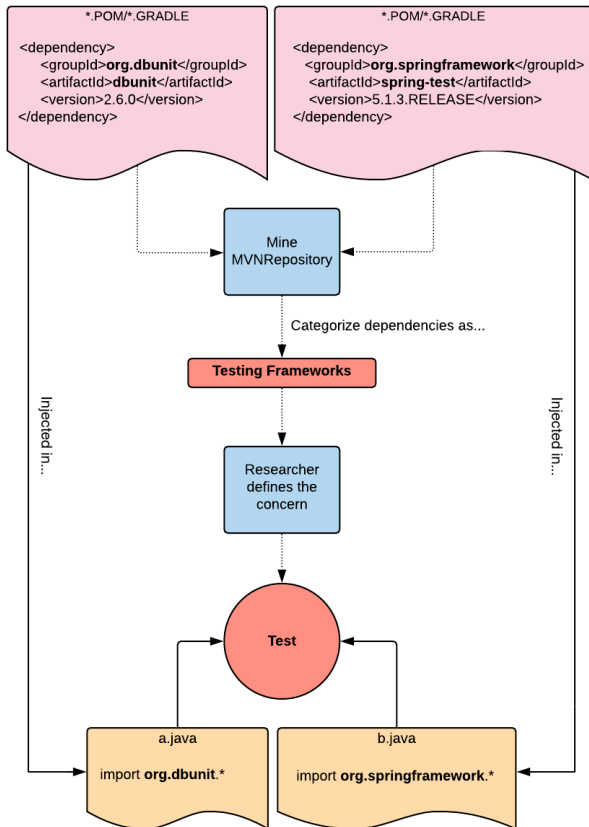 *.POM/*.GRADLE
<dependency>
<groupId>org.dbunit</groupId>
<artifactId>dbunit</artifactId>
<version>2.6.0</version>
</dependency>
*.POM/*.GRADLE
<dependency>
<groupId>org.springframework</groupId>
<artifactId>spring-test</artifactId>
<version>5.1.3.RELEASE</version>
</dependency>
Mine
MVNRepository
Categorize dependencies as...
Testing Frameworks
Injected in...
Injected in...
Researcher
defines the
concern
Test
a.java
import org.dbunit.*
b.java
import org.springframework.*